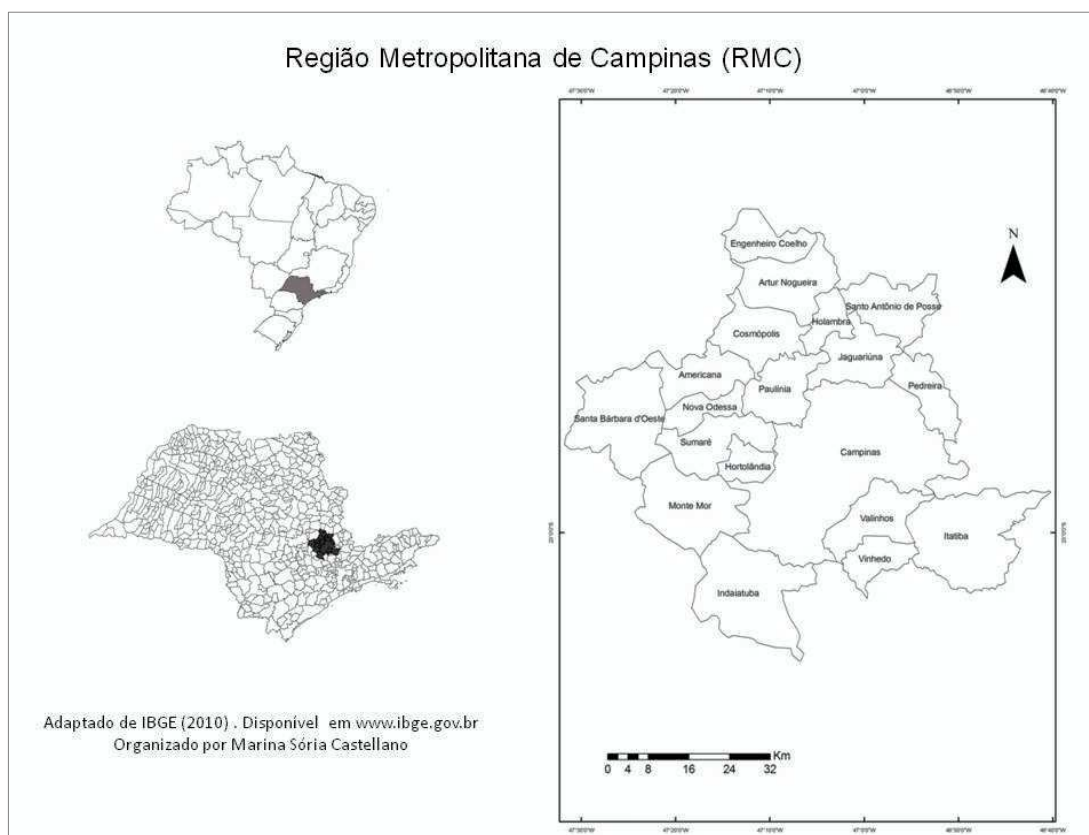 Região Metropolitana de Campinas (RMC)
Engenheiro Coelho
Artur Nogueira
Santo Antônio de Posse
Holambra
Cosmópolis
Jaguariúna
Americana
Paulínia
Pedreira
Nova Odessa
Santa Bárbara d'Oeste
Sumaré
Campinas
Hortolândia
Monte Mor
Valinhos
Itatiba
Vinhedo
Indaiatuba
N
Adaptado de IBGE (2010) . Disponível em www.ibge.gov.br
Organizado por Marina Sória Castellano
Km
0 4 8 16 24 32